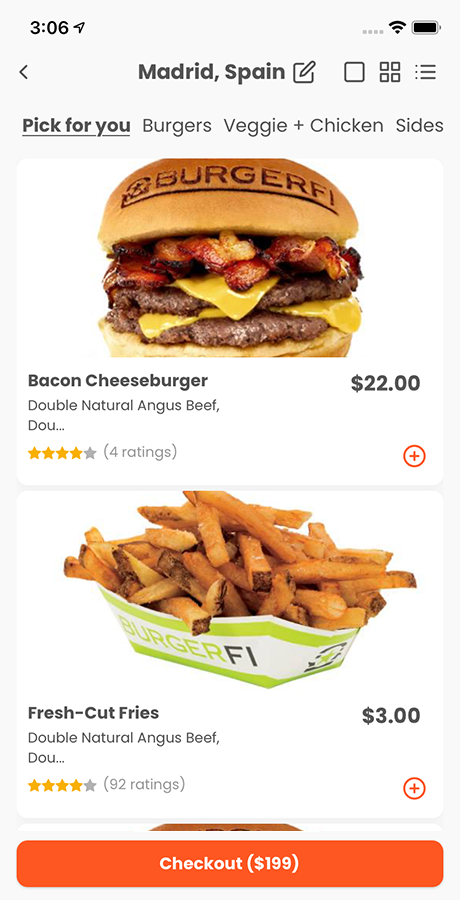 3:06
Madrid, Spain
Pick for you Burgers Veggie + Chicken Sides
BURGERFI
Bacon Cheeseburger $22.00
Double Natural Angus Beef,
Dou...
(4 ratings)
BURGERFI
Fresh-Cut Fries $3.00
Double Natural Angus Beef,
Dou...
(92 ratings)
Checkout ($199)